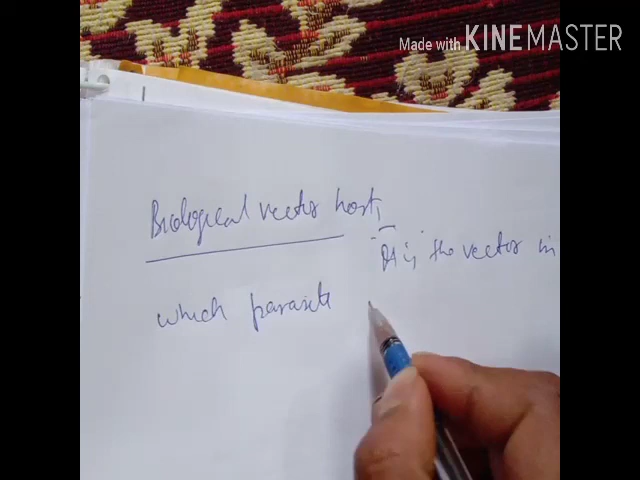 Made with KINEMASTER
Biological vector host,
It is the vector in
which parasite